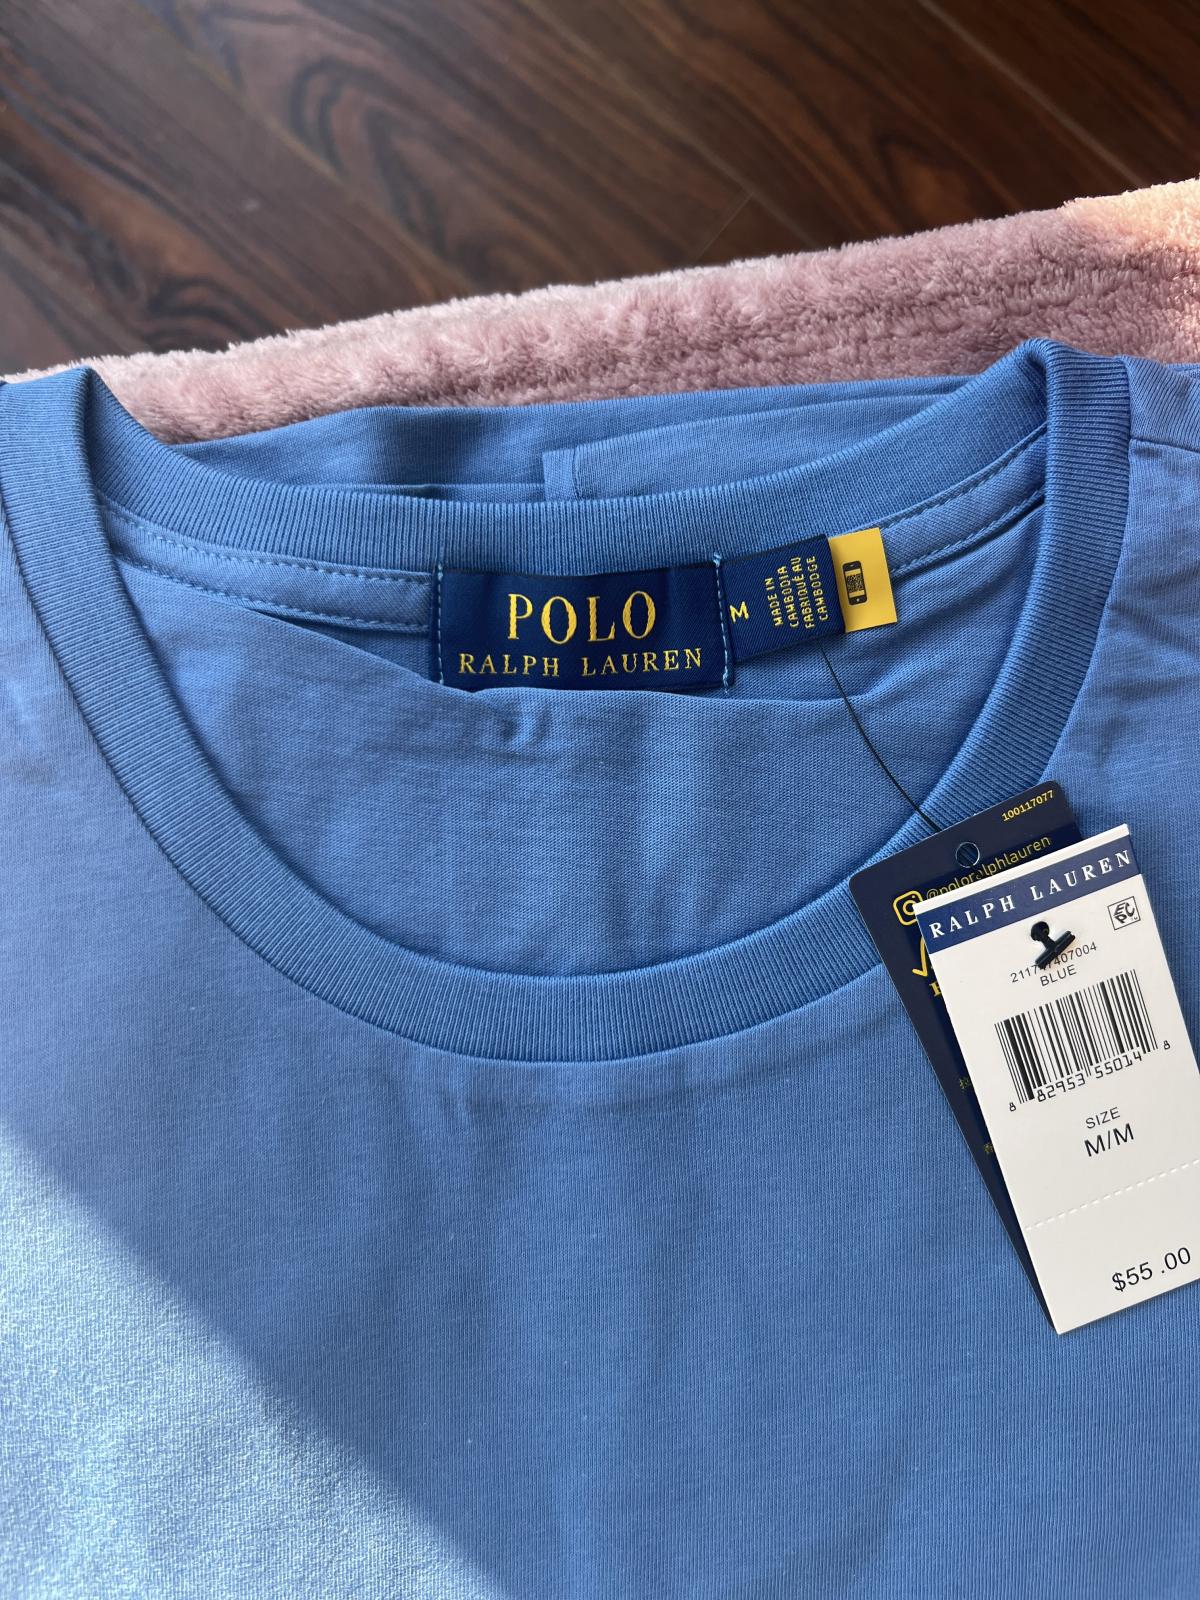 POLO
RALPH LAUREN
M
MADE IN
CAMBODIA
FABRIQUÉ AU
CAMBODGE
100117077
@poloralphlauren
RALPH LAUREN
EPC
BLUE
8 82953 55014 8
SIZE
M/M
$55 .00